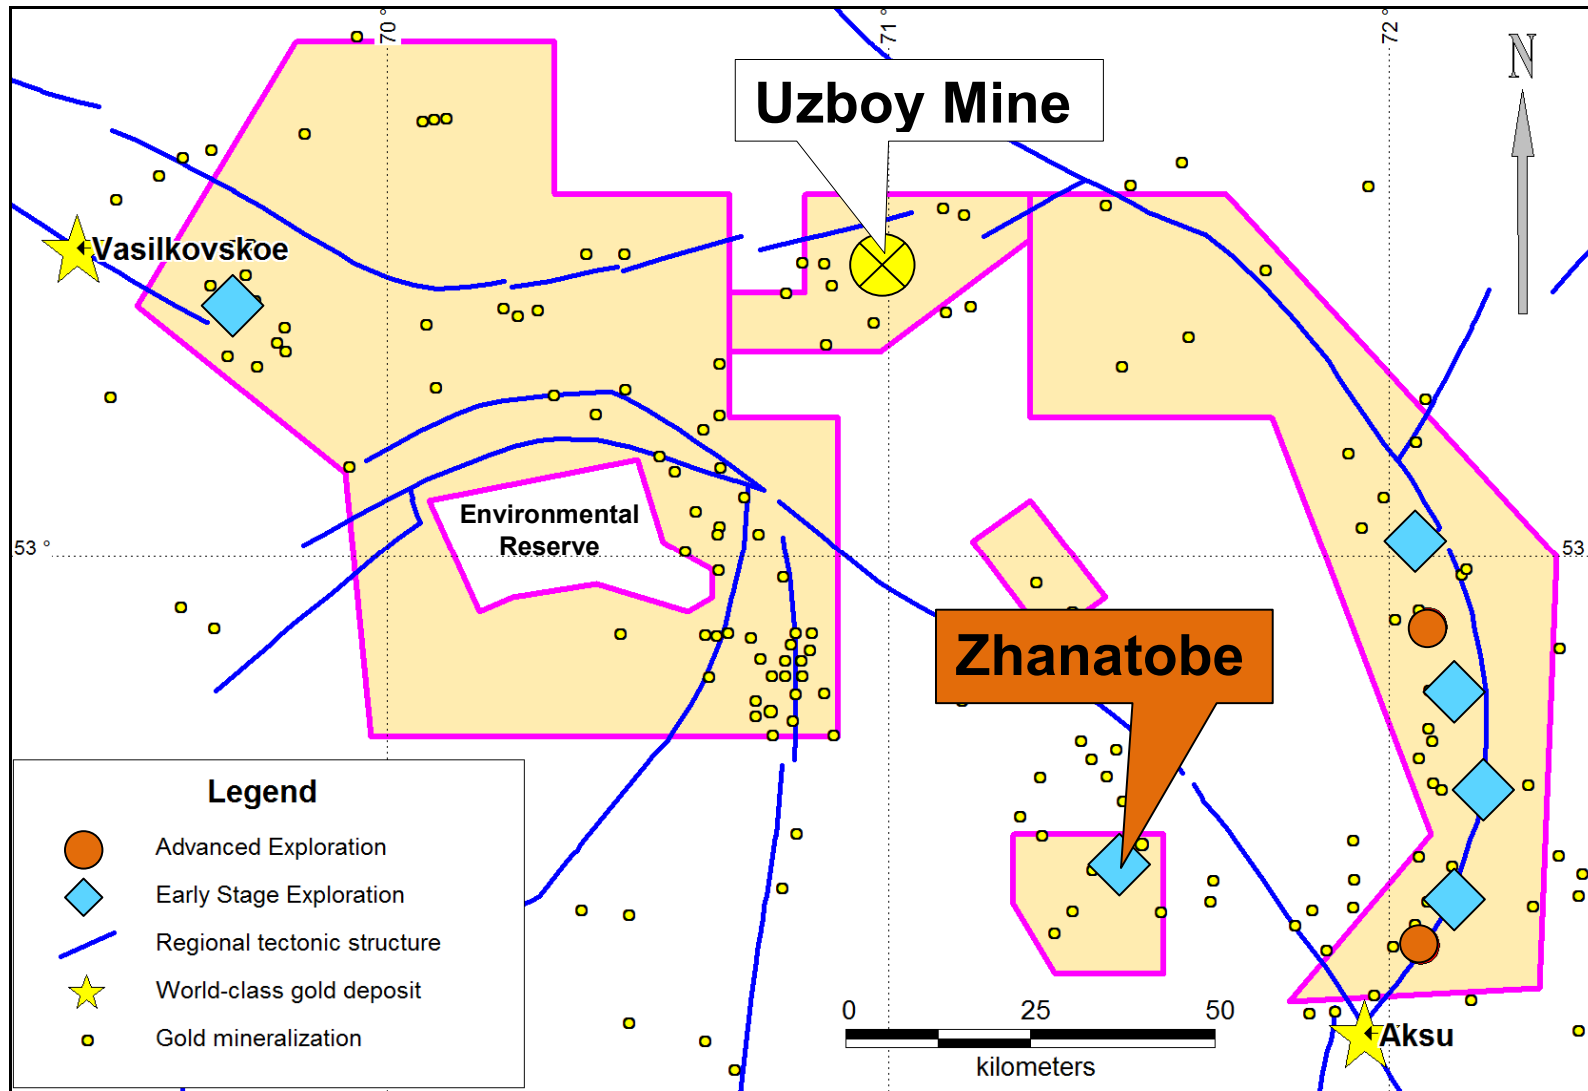 70 °
71 °
72 °
N
Uzboy Mine
Vasilkovskoe
Environmental
Reserve
53 °
53
Zhanatobe
Legend
Advanced Exploration
Early Stage Exploration
Regional tectonic structure
World-class gold deposit
Gold mineralization
0 25 50
kilometers
Aksu